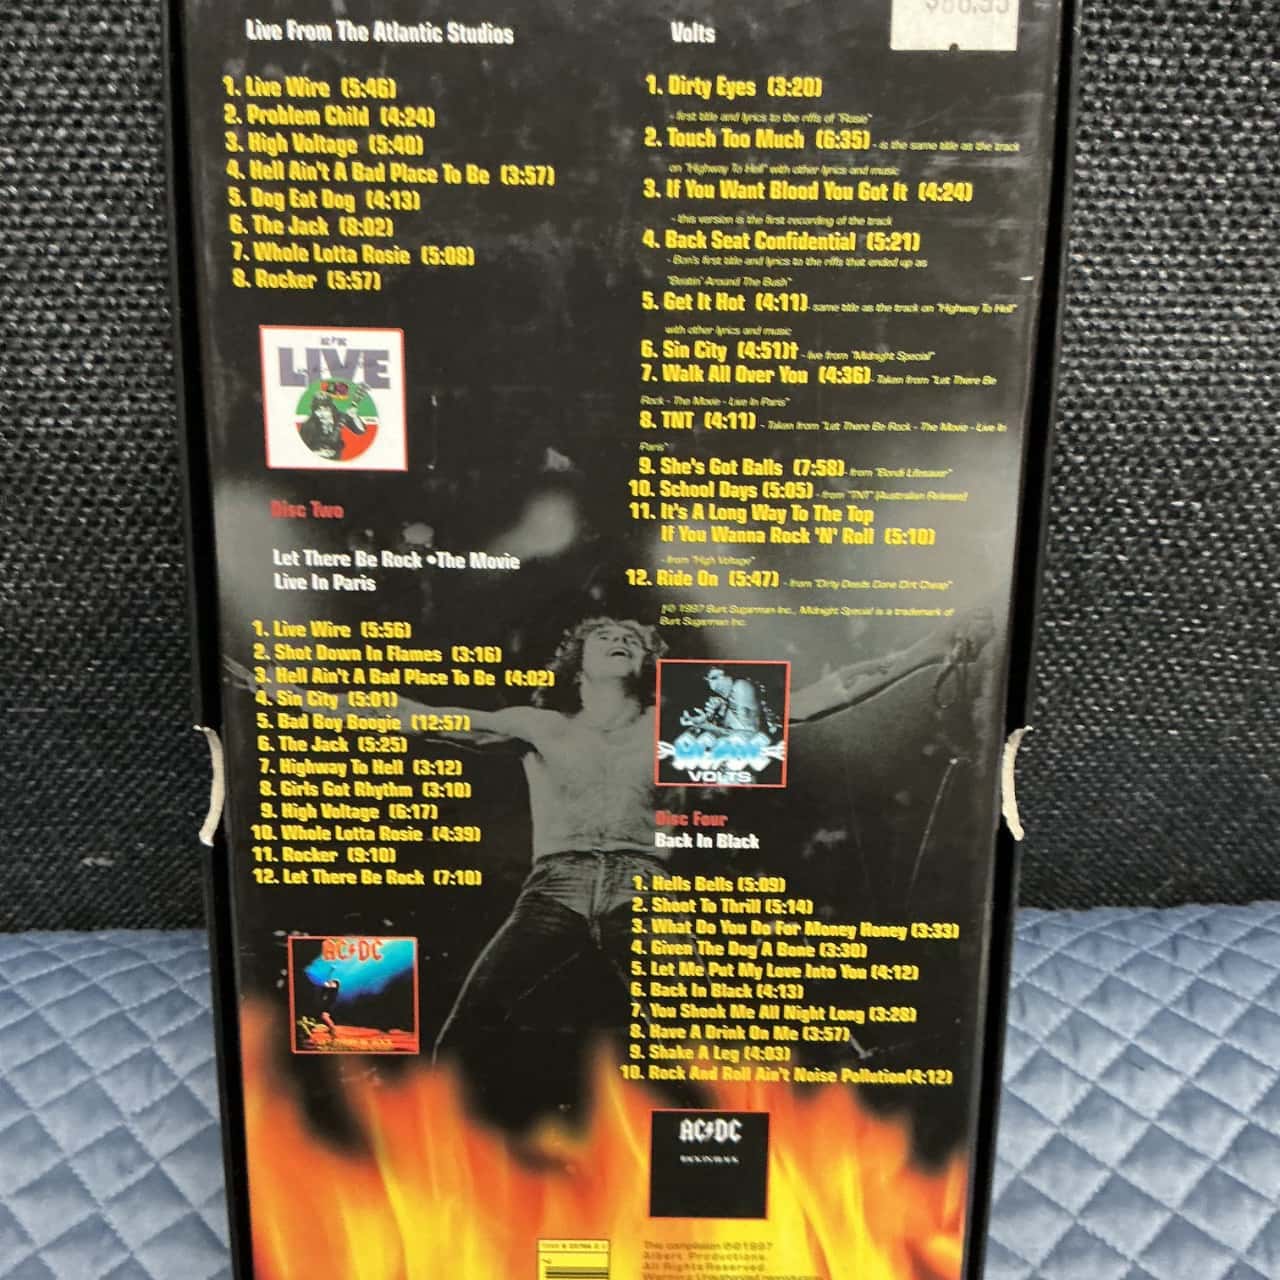 Live From The Atlantic Studios
1. Live Wire (5:46)
2. Problem Child (4:24)
3. High Voltage (5:40)
4. Hell Ain't A Bad Place To Be (3:57)
5. Dog Eat Dog (4:13)
6. The Jack (8:02)
7. Whole Lotta Rosie (5:08)
8. Rocker (5:57)
AC/DC
LIVE
Disc Two
Let There Be Rock •The Movie
Live In Paris
1. Live Wire (5:56)
2. Shot Down In Flames (3:16)
3. Hell Ain't A Bad Place To Be (4:02)
4. Sin City (5:01)
5. Bad Boy Boogie (12:57)
6. The Jack (5:25)
7. Highway To Hell (3:12)
8. Girls Got Rhythm (3:10)
9. High Voltage (6:17)
10. Whole Lotta Rosie (4:39)
11. Rocker (9:10)
12. Let There Be Rock (7:10)
AC/DC
Volts
1. Dirty Eyes (3:20)
- first title and lyrics to the riffs of "Rosie"
2. Touch Too Much (6:35) - is the same title as the track
on "Highway To Hell" with other lyrics and music
3. If You Want Blood You Got It (4:24)
- this version is the first recording of the track
4. Back Seat Confidential (5:21)
- Bon's first title and lyrics to the riffs that ended up as
"Beatin' Around The Bush"
5. Get It Hot (4:11)- same title as the track on "Highway To Hell"
with other lyrics and music
6. Sin City (4:51)† - live from "Midnight Special"
7. Walk All Over You (4:36)- Taken from "Let There Be
Rock - The Movie - Live In Paris"
8. TNT (4:11) - Taken from "Let There Be Rock - The Movie - Live In
Paris"
9. She's Got Balls (7:58)- from "Bondi Lifesaver"
10. School Days (5:05) - from "TNT" (Australian Release)
11. It's A Long Way To The Top
If You Wanna Rock 'N' Roll (5:10)
- from "High Voltage"
12. Ride On (5:47) - from "Dirty Deeds Done Dirt Cheap"
†© 1997 Burt Sugarman Inc., Midnight Special is a trademark of
Burt Sugarman Inc.
AC/DC
VOLTS
Disc Four
Back In Black
1. Hells Bells (5:09)
2. Shoot To Thrill (5:14)
3. What Do You Do For Money Honey (3:33)
4. Given The Dog A Bone (3:30)
5. Let Me Put My Love Into You (4:12)
6. Back In Black (4:13)
7. You Shook Me All Night Long (3:28)
8. Have A Drink On Me (3:57)
9. Shake A Leg (4:03)
10. Rock And Roll Ain't Noise Pollution(4:12)
AC/DC
BACK IN BLACK
This compilation ℗©1997
Albert Productions.
All Rights Reserved.